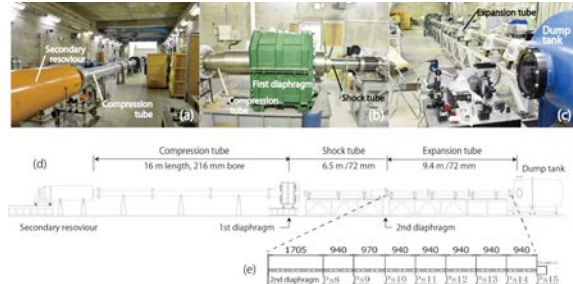 Secondary
resoviour
Compression
tube
(a)
First diaphragm
Compression
tube
Shock tube
(b)
Expansion tube
Dump
tank
(c)
(d)
Compression tube
16 m length, 216 mm bore
Shock tube
6.5 m /72 mm
Expansion tube
9.4 m /72 mm
Dump tank
Secondary resoviour
1st diaphragm
2nd diaphragm
1705 940 970 940 940 940 940 940
(e)
2nd diaphragm Ps8 Ps9 Ps10 Ps11 Ps12 Ps13 Ps14 Ps15